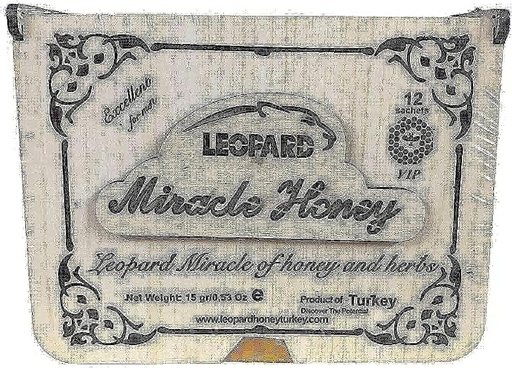 Excellent
for men
12
sachets
VIP
LEOPARD
Miracle Honey
Leopard Miracle of honey and herbs
Net Weight: 15 gr/0.53 Oz e
Product of Turkey
Discover The Potential
www.leopardhoneyturkey.com